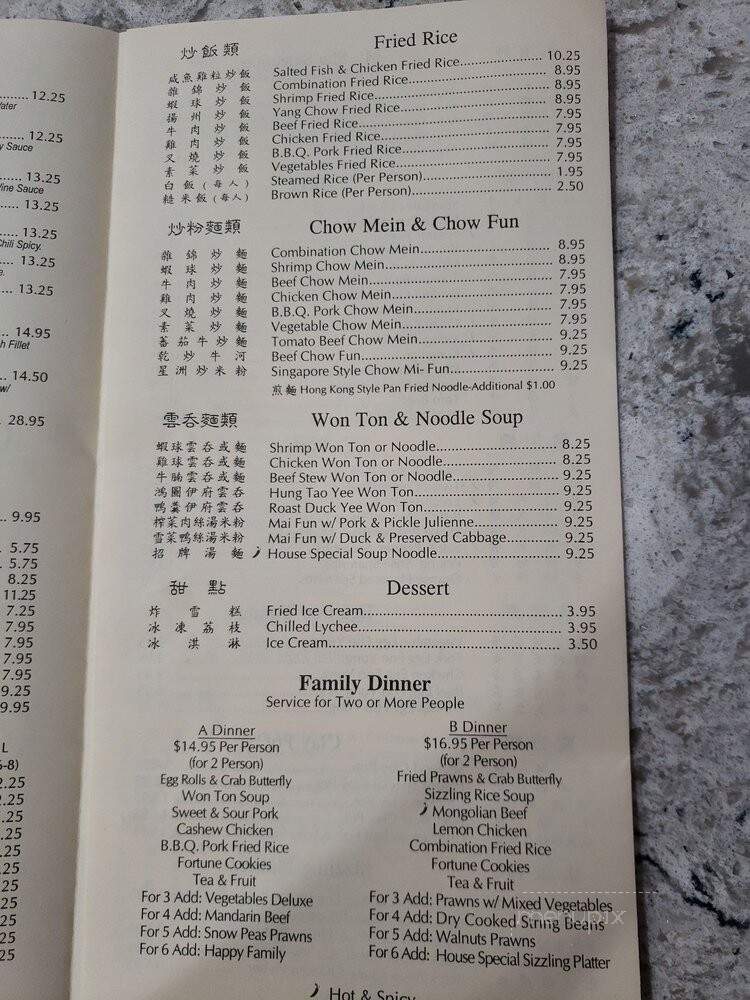 12.25
12.25
y Sauce
13.25
Wine Sauce
13.25
13.25
Chili Spicy.
13.25
13.25
14.95
h Fillet
14.50
w/
28.95
9.95
5.75
5.75
8.25
11.25
7.25
7.95
7.95
7.95
7.95
9.25
9.95
炒飯類 Fried Rice
咸魚雞粒炒飯 Salted Fish & Chicken Fried Rice 10.25
雜錦炒飯 Combination Fried Rice 8.95
蝦球炒飯 Shrimp Fried Rice 8.95
揚州炒飯 Yang Chow Fried Rice 8.95
牛肉炒飯 Beef Fried Rice 7.95
雞肉炒飯 Chicken Fried Rice 7.95
叉燒炒飯 B.B.Q. Pork Fried Rice 7.95
素菜炒飯 Vegetables Fried Rice 7.95
白飯(每人) Steamed Rice (Per Person) 1.95
糙米飯(每人) Brown Rice (Per Person) 2.50
炒粉麵類 Chow Mein & Chow Fun
雜錦炒麵 Combination Chow Mein 8.95
蝦球炒麵 Shrimp Chow Mein 8.95
牛肉炒麵 Beef Chow Mein 7.95
雞肉炒麵 Chicken Chow Mein 7.95
叉燒炒麵 B.B.Q. Pork Chow Mein 7.95
素菜炒麵 Vegetable Chow Mein 7.95
蕃茄牛炒麵 Tomato Beef Chow Mein 9.25
乾炒牛河 Beef Chow Fun 9.25
星洲炒米粉 Singapore Style Chow Mi- Fun 9.25
煎麵 Hong Kong Style Pan Fried Noodle-Additional $1.00
雲吞麵類 Won Ton & Noodle Soup
蝦球雲吞或麵 Shrimp Won Ton or Noodle 8.25
雞球雲吞或麵 Chicken Won Ton or Noodle 8.25
牛腩雲吞或麵 Beef Stew Won Ton or Noodle 9.25
鴻圖伊府雲吞 Hung Tao Yee Won Ton 9.25
鴨羹伊府雲吞 Roast Duck Yee Won Ton 9.25
榨菜肉絲湯米粉 Mai Fun w/ Pork & Pickle Julienne 9.25
雪菜鴨絲湯米粉 Mai Fun w/ Duck & Preserved Cabbage 9.25
招牌湯麵 House Special Soup Noodle 9.25
甜點 Dessert
炸雪糕 Fried Ice Cream 3.95
冰凍荔枝 Chilled Lychee 3.95
冰淇淋 Ice Cream 3.50
Family Dinner
Service for Two or More People
A Dinner
$14.95 Per Person
(for 2 Person)
Egg Rolls & Crab Butterfly
Won Ton Soup
Sweet & Sour Pork
Cashew Chicken
B.B.Q. Pork Fried Rice
Fortune Cookies
Tea & Fruit
For 3 Add: Vegetables Deluxe
For 4 Add: Mandarin Beef
For 5 Add: Snow Peas Prawns
For 6 Add: Happy Family
B Dinner
$16.95 Per Person
(for 2 Person)
Fried Prawns & Crab Butterfly
Sizzling Rice Soup
Mongolian Beef
Lemon Chicken
Combination Fried Rice
Fortune Cookies
Tea & Fruit
For 3 Add: Prawns w/ Mixed Vegetables
For 4 Add: Dry Cooked String Beans
For 5 Add: Walnuts Prawns
For 6 Add: House Special Sizzling Platter
Hot & Spicy
menupix